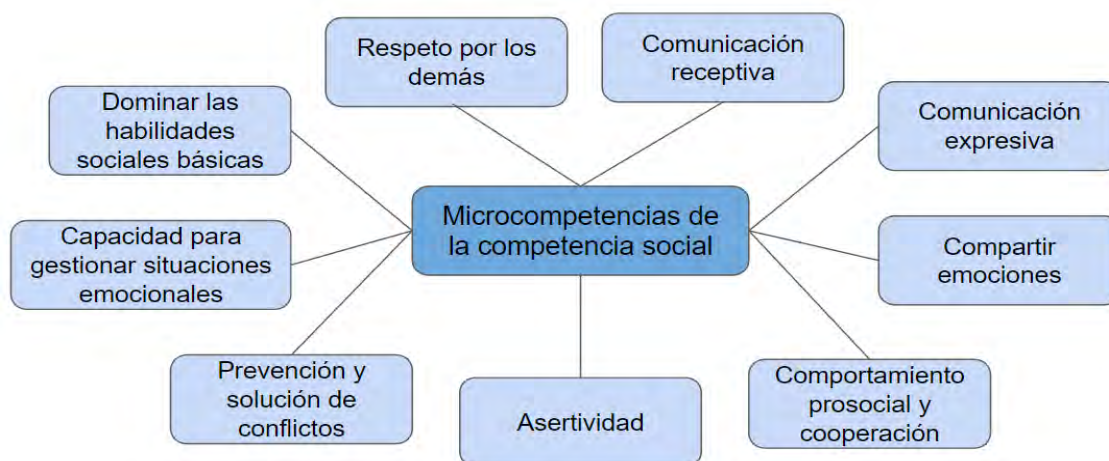 Respeto por los
demás
Comunicación
receptiva
Dominar las
habilidades
sociales básicas
Comunicación
expresiva
Microcompetencias de
la competencia social
Capacidad para
gestionar situaciones
emocionales
Compartir
emociones
Prevención y
solución de
conflictos
Asertividad
Comportamiento
prosocial y
cooperación